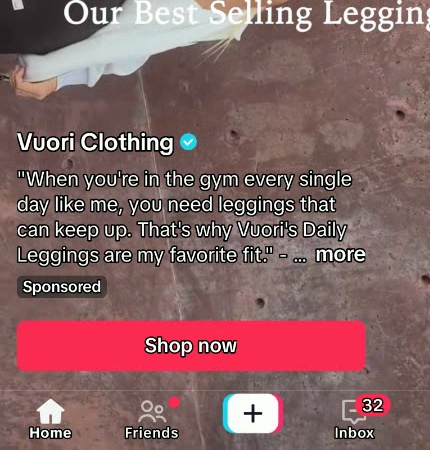 Our Best Selling Legging
Vuori Clothing
"When you're in the gym every single
day like me, you need leggings that
can keep up. That's why Vuori's Daily
Leggings are my favorite fit." - ... more
Sponsored
Shop now
32
Home
Friends
Inbox